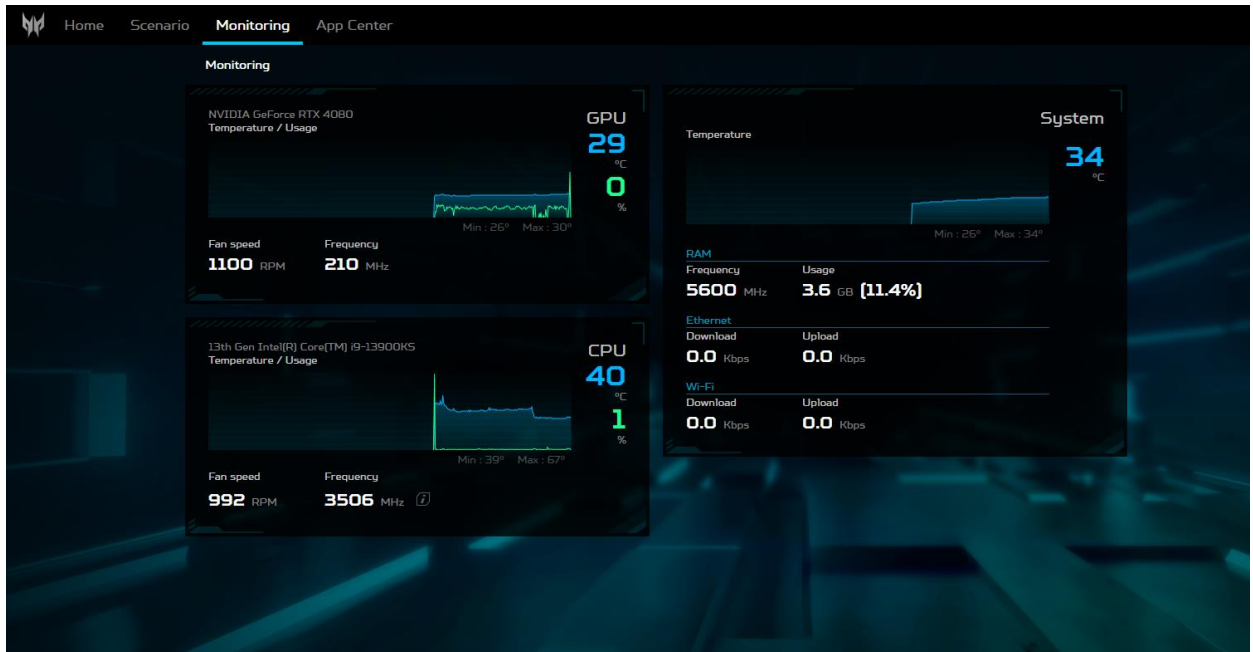 Home Scenario Monitoring App Center
Monitoring
NVIDIA GeForce RTX 4080
Temperature / Usage
GPU
29
°C
0
%
Min : 26° Max : 30°
Fan speed Frequency
1100 RPM 210 MHz
13th Gen Intel(R) Core(TM) i9-13900KS
Temperature / Usage
CPU
40
°C
1
%
Min : 39° Max : 67°
Fan speed Frequency
992 RPM 3506 MHz i
System
Temperature
34
°C
Min : 26° Max : 34°
RAM
Frequency Usage
5600 MHz 3.6 GB (11.4%)
Ethernet
Download Upload
0.0 Kbps 0.0 Kbps
Wi-Fi
Download Upload
0.0 Kbps 0.0 Kbps